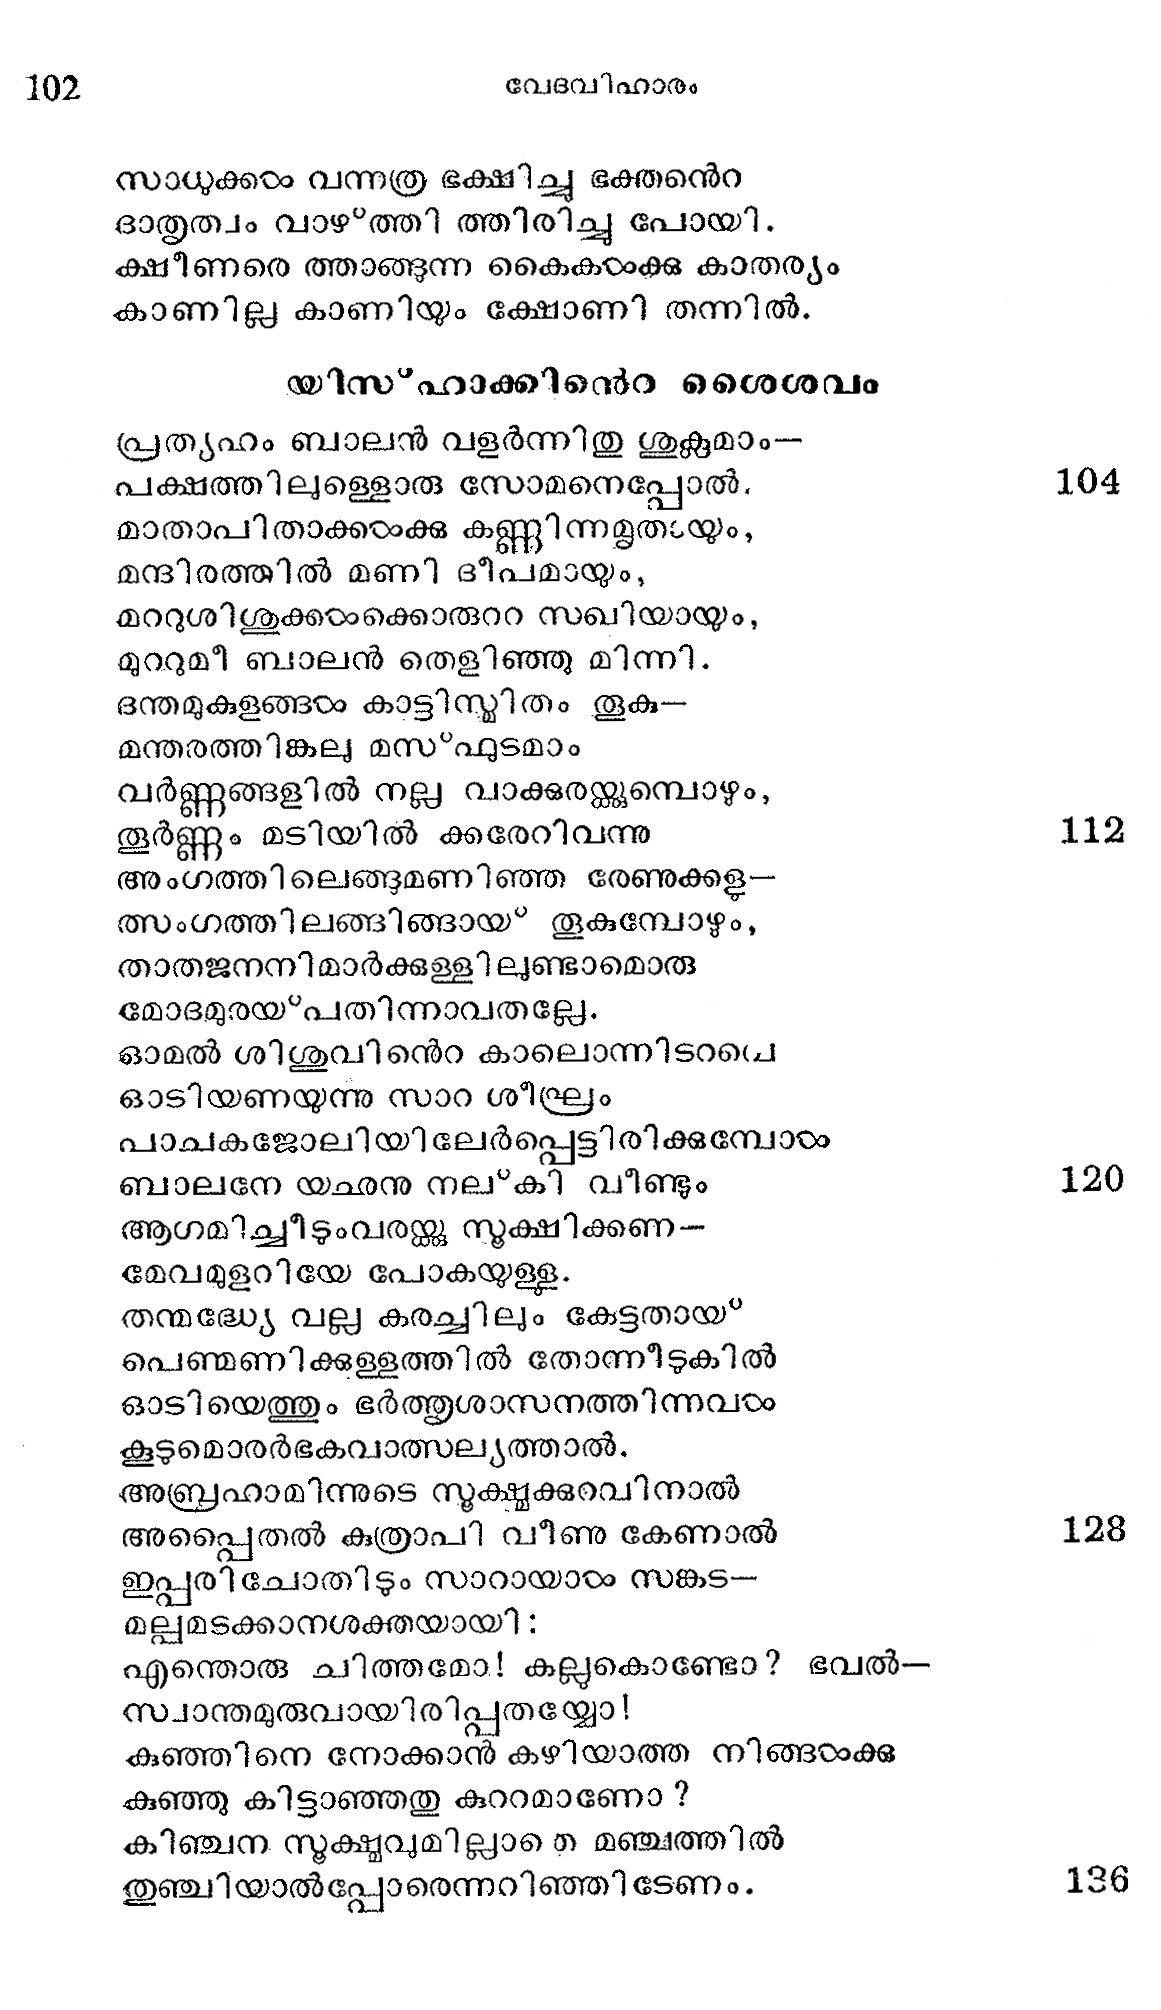 102
വേദവിഹാരം
സാധുക്കൾ വന്നത്ര ഭക്ഷിച്ചു ഭക്തൻെറ
ദാതൃത്വം വാഴ്ത്തി ത്തിരിച്ചു പോയി.
ക്ഷീണരെ ത്താങ്ങുന്ന കൈകൾക്കു കാതര്യം
കാണില്ല കാണിയും ക്ഷോണി തന്നിൽ.
യിസ്ഹാക്കിൻെറ ശൈശവം
പ്രത്യഹം ബാലൻ വളർന്നിതു ശുക്ലമാം—
പക്ഷത്തിലുള്ളൊരു സോമനെപ്പോൽ. 104
മാതാപിതാക്കൾക്കു കണ്ണിന്നമൃതായും,
മന്ദിരത്തിൽ മണി ദീപമായും,
മററുശിശുക്കൾക്കൊരുററ സഖിയായും,
മുററുമീ ബാലൻ തെളിഞ്ഞു മിന്നി.
ദന്തമുകുളങ്ങൾ കാട്ടിസ്മിതം തൂകു—
മന്തരത്തിങ്കലു മസ്ഫുടമാം
വർണ്ണങ്ങളിൽ നല്ല വാക്കുരയ്ക്കുമ്പൊഴും,
തൂർണ്ണം മടിയിൽ ക്കരേറിവന്നു 112
അംഗത്തിലെങ്ങുമണിഞ്ഞ രേണുക്കളു—
ത്സംഗത്തിലങ്ങിങ്ങായ് തൂകുമ്പോഴും,
താതജനനിമാർക്കുള്ളിലുണ്ടാമൊരു
മോദമുരയ്പതിന്നാവതല്ലേ.
ഓമൽ ശിശുവിൻെറ കാലൊന്നിടറപ്രെ
ഓടിയണയുന്നു സാറ ശീഘ്രം
പാചകജോലിയിലേർപ്പെട്ടിരിക്കുമ്പോൾ
ബാലനേ യഛനു നല്കി വീണ്ടും 120
ആഗമിച്ചീടുംവരയ്ക്കു സൂക്ഷിക്കണ—
മേവമുളറിയേ പോകയുള്ളൂ.
തന്മദ്ധ്യേ വല്ല കരച്ചിലും കേട്ടതായ്
പെണ്മണിക്കുള്ളത്തിൽ തോന്നീടുകിൽ
ഓടിയെത്തും ഭർത്തൃശാസനത്തിന്നവൾ
കൂടുമൊരർഭകവാത്സല്യത്താൽ.
അബ്രഹാമിന്നുടെ സൂക്ഷ്മക്കുറവിനാൽ
അപ്പൈതൽ കുത്രാപി വീണു കേണാൽ 128
ഇപ്പരിചോതിടും സാറായാൾ സങ്കട—
മല്പമടക്കാനശക്തയായി:
എന്തൊരു ചിത്തമോ! കല്ലുകൊണ്ടോ? ഭവൽ—
സ്വാന്തമുരുവായിരിപ്പതയ്യോ!
കുഞ്ഞിനെ നോക്കാൻ കഴിയാത്ത നിങ്ങൾക്കു
കുഞ്ഞു കിട്ടാഞ്ഞതു കുററമാണോ?
കിഞ്ചന സൂക്ഷ്മവുമില്ലാതെ മഞ്ചത്തിൽ
തുഞ്ചിയാൽപ്പോരെന്നറിഞ്ഞിടേണം. 136